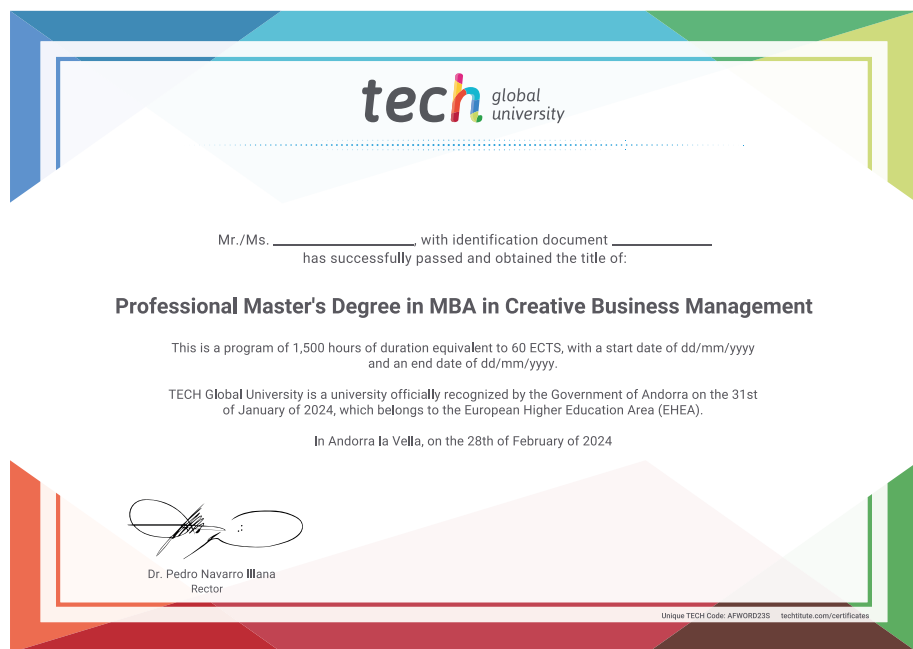 tech global university
Mr./Ms. ______________, with identification document __________
has successfully passed and obtained the title of:
Professional Master's Degree in MBA in Creative Business Management
This is a program of 1,500 hours of duration equivalent to 60 ECTS, with a start date of dd/mm/yyyy
and an end date of dd/mm/yyyy.
TECH Global University is a university officially recognized by the Government of Andorra on the 31st
of January of 2024, which belongs to the European Higher Education Area (EHEA).
In Andorra la Vella, on the 28th of February of 2024
Dr. Pedro Navarro Illana
Rector
Unique TECH Code: AFWORD23S techtitute.com/certificates